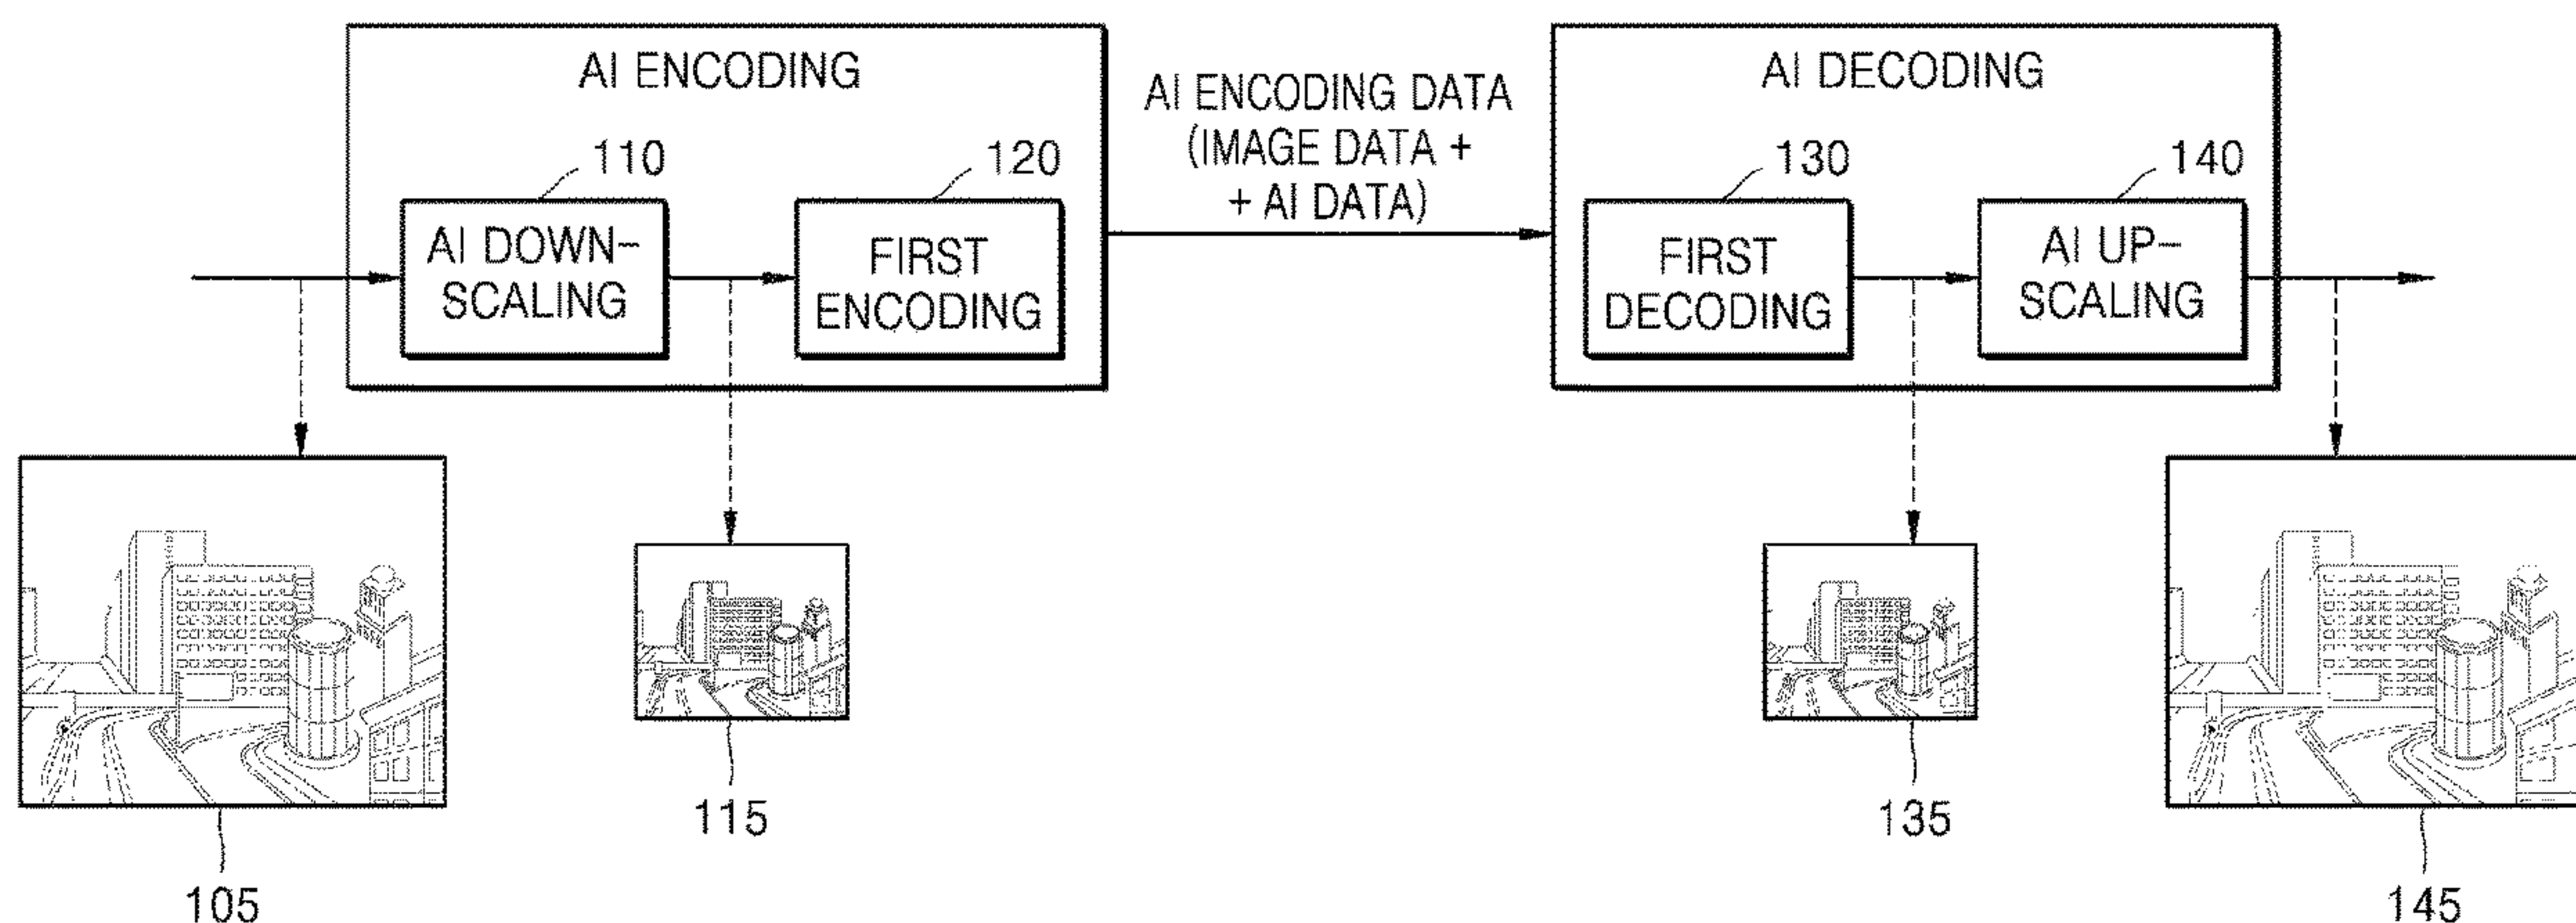 AI ENCODING
110
120
AI DOWN-
SCALING
FIRST
ENCODING
AI ENCODING DATA
(IMAGE DATA +
+ AI DATA)
AI DECODING
130
140
FIRST
DECODING
AI UP-
SCALING
105
115
135
145